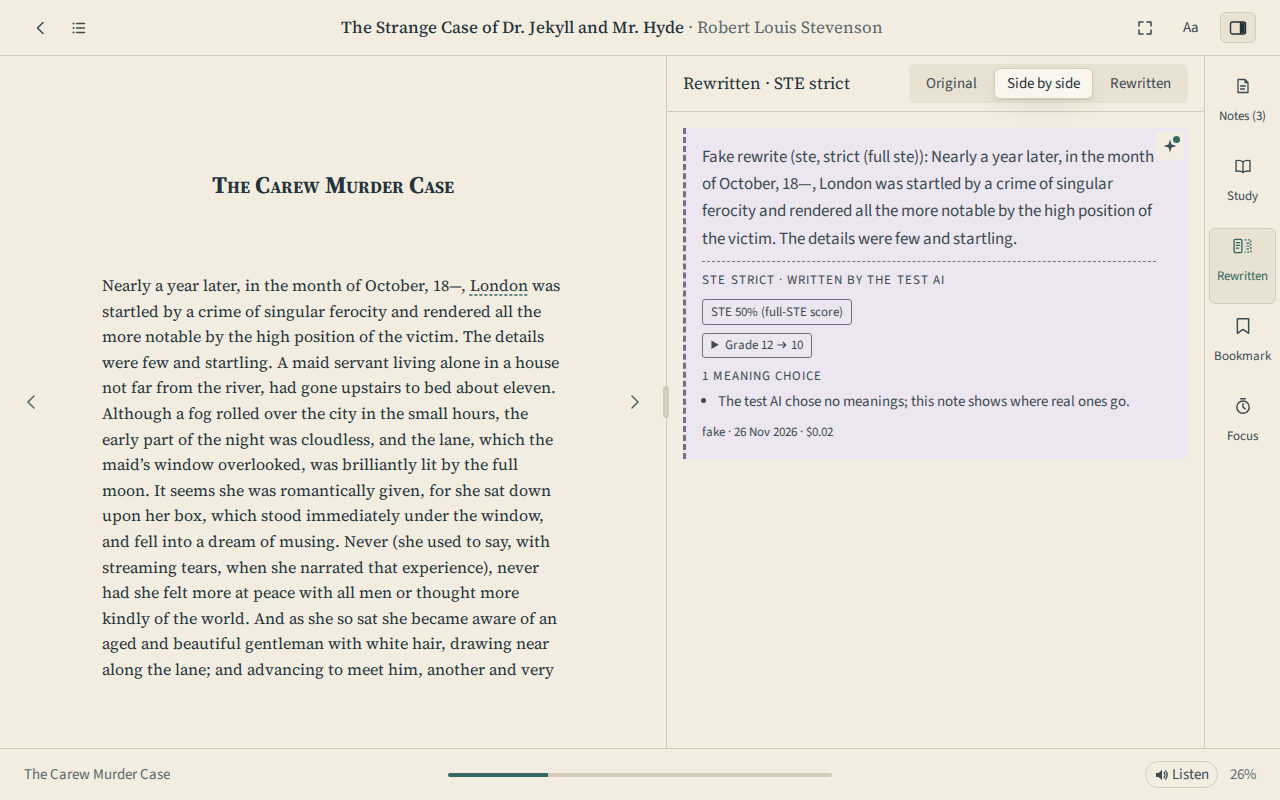 The Strange Case of Dr. Jekyll and Mr. Hyde · Robert Louis Stevenson
Aa
The Carew Murder Case
Nearly a year later, in the month of October, 18—, London was
startled by a crime of singular ferocity and rendered all the
more notable by the high position of the victim. The details
were few and startling. A maid servant living alone in a house
not far from the river, had gone upstairs to bed about eleven.
Although a fog rolled over the city in the small hours, the
early part of the night was cloudless, and the lane, which the
maid’s window overlooked, was brilliantly lit by the full
moon. It seems she was romantically given, for she sat down
upon her box, which stood immediately under the window,
and fell into a dream of musing. Never (she used to say, with
streaming tears, when she narrated that experience), never
had she felt more at peace with all men or thought more
kindly of the world. And as she so sat she became aware of an
aged and beautiful gentleman with white hair, drawing near
along the lane; and advancing to meet him, another and very
Rewritten · STE strict
Original
Side by side
Rewritten
Fake rewrite (ste, strict (full ste)): Nearly a year later, in the month
of October, 18—, London was startled by a crime of singular
ferocity and rendered all the more notable by the high position of
the victim. The details were few and startling.
STE STRICT · WRITTEN BY THE TEST AI
STE 50% (full-STE score)
Grade 12 → 10
1 MEANING CHOICE
• The test AI chose no meanings; this note shows where real ones go.
fake · 26 Nov 2026 · $0.02
Notes (3)
Study
Rewritten
Bookmark
Focus
The Carew Murder Case
Listen
26%